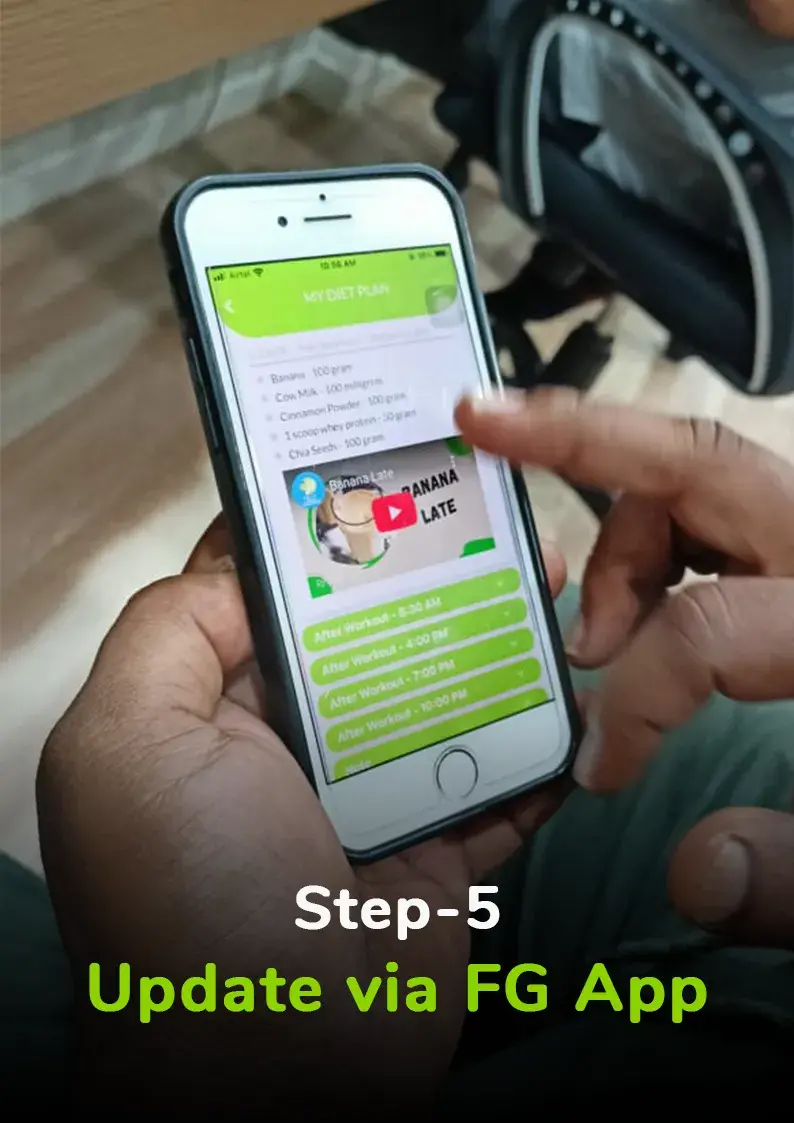 Airtel
10:56 AM
MY DIET PLAN
Banana - 100 gram
Cow Milk - 100 miligrms
Cinnamon Powder - 100 gram
1 scoop whey protein - 50 gram
Chia Seeds - 100 gram
Banana Late
BANANA
LATE
After Workout - 8:30 AM
After Workout - 4:00 PM
After Workout - 7:00 PM
After Workout - 10:00 PM
Step-5
Update via FG App